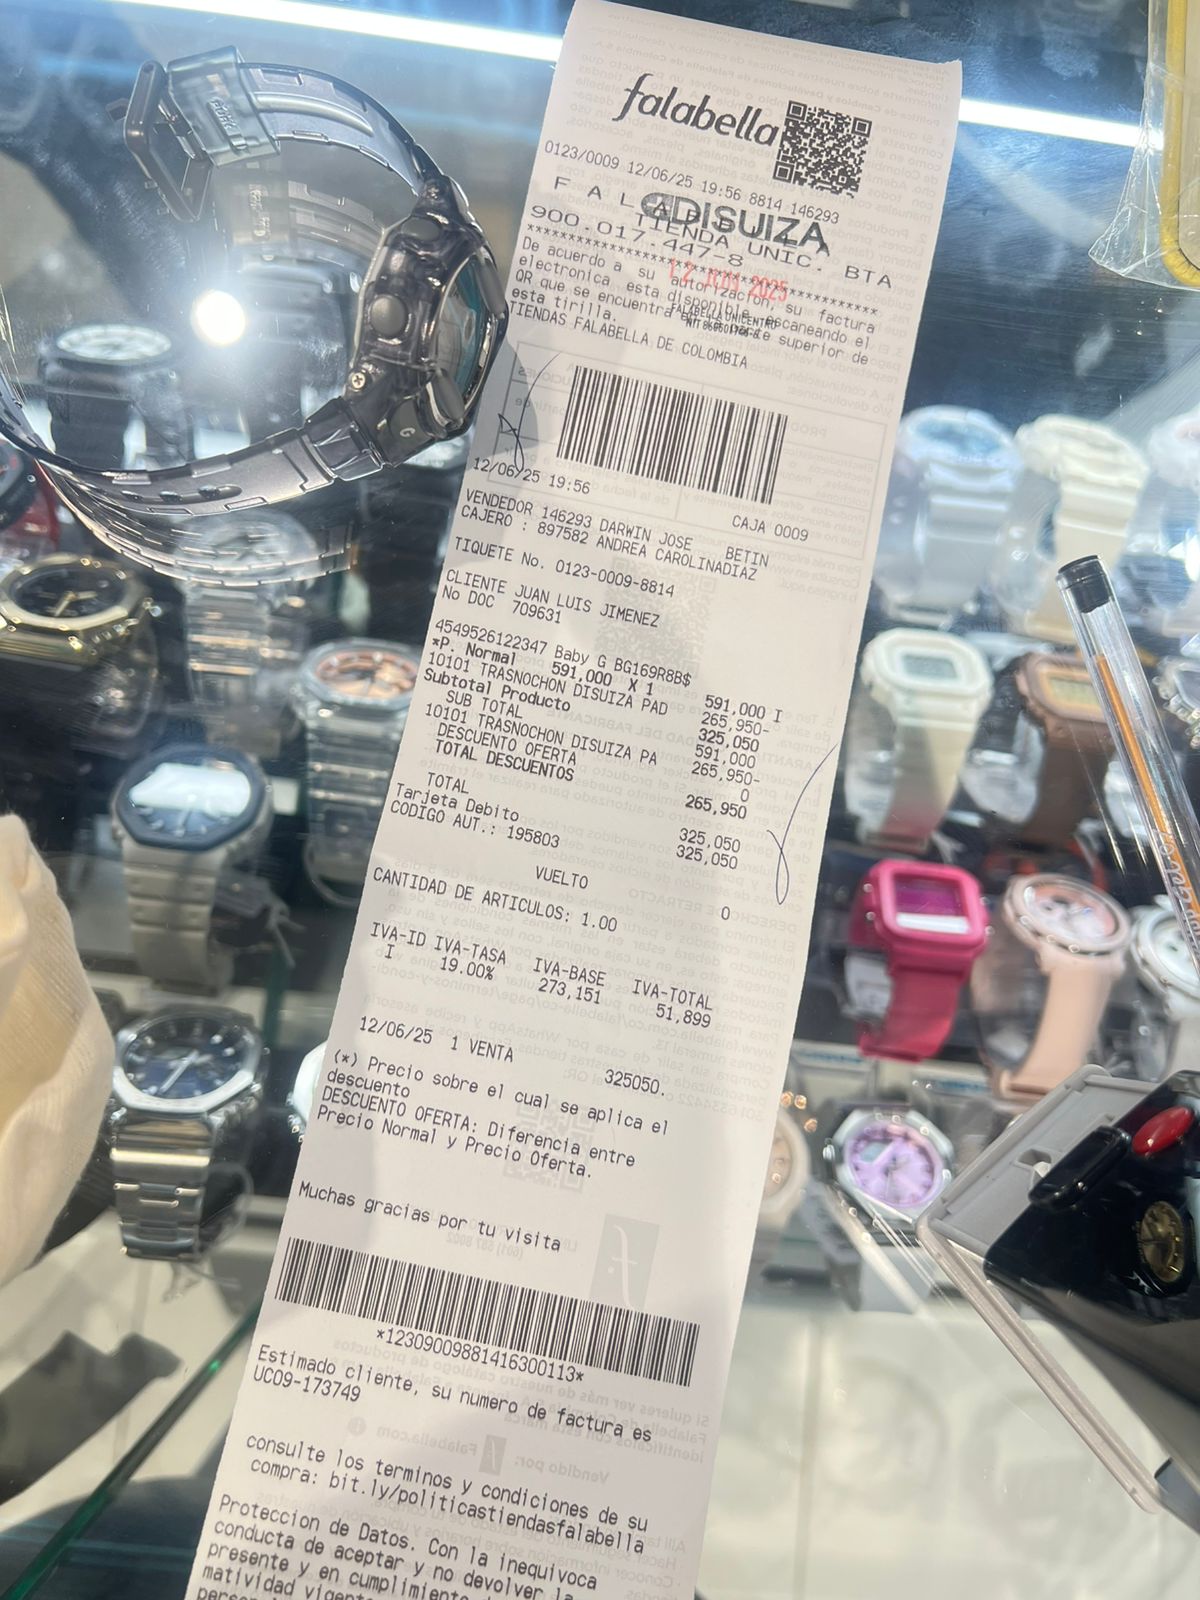 falabella
0123/0009 12/06/25 19:56 8814 146293
DISUIZA
TIENDA UNIC. BTA
900.017.447-8
12 JUN 2025
De acuerdo a su autorizacion, su factura
electronica esta disponible escaneando el
QR que se encuentra en la parte superior de
esta tirilla.
FALABELLA UNICENTRO
TIENDAS FALABELLA DE COLOMBIA
12/06/25 19:56
CAJA 0009
VENDEDOR 146293 DARWIN JOSE BETIN
CAJERO : 897582 ANDREA CAROLINADIAZ
TIQUETE No. 0123-0009-8814
CLIENTE JUAN LUIS JIMENEZ
No DOC 709631
4549526122347 Baby G BG169R8B$ 591,000 I
*P. Normal 591,000 X 1
10101 TRASNOCHON DISUIZA PAD 265,950-
Subtotal Producto 325,050
SUB TOTAL 591,000
10101 TRASNOCHON DISUIZA PA 265,950-
DESCUENTO OFERTA 0
TOTAL DESCUENTOS 265,950
TOTAL 325,050
Tarjeta Debito 325,050
CODIGO AUT.: 195803
VUELTO 0
CANTIDAD DE ARTICULOS: 1.00
IVA-ID IVA-TASA IVA-BASE IVA-TOTAL
I 19.00% 273,151 51,899
12/06/25 1 VENTA 325050.
(*) Precio sobre el cual se aplica el
descuento
DESCUENTO OFERTA: Diferencia entre
Precio Normal y Precio Oferta.
Muchas gracias por tu visita
*12309009881416300113*
Estimado cliente, su numero de factura es
UC09-173749
consulte los terminos y condiciones de su
compra: bit.ly/politicastiendasfalabella
Proteccion de Datos. Con la inequivoca
conducta de aceptar y no devolver la
presente y en cumplimiento